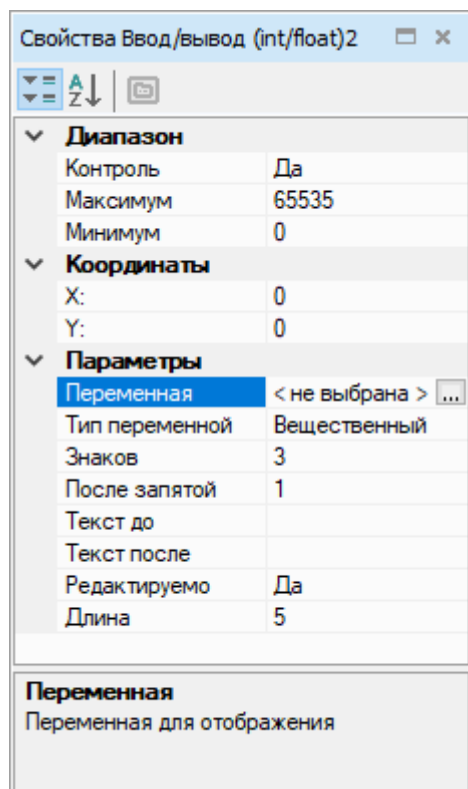 Свойства Ввод/вывод (int/float)2
Диапазон
Контроль Да
Максимум 65535
Минимум 0
Координаты
X: 0
Y: 0
Параметры
Переменная < не выбрана > ...
Тип переменной Вещественный
Знаков 3
После запятой 1
Текст до
Текст после
Редактируемо Да
Длина 5
Переменная
Переменная для отображения